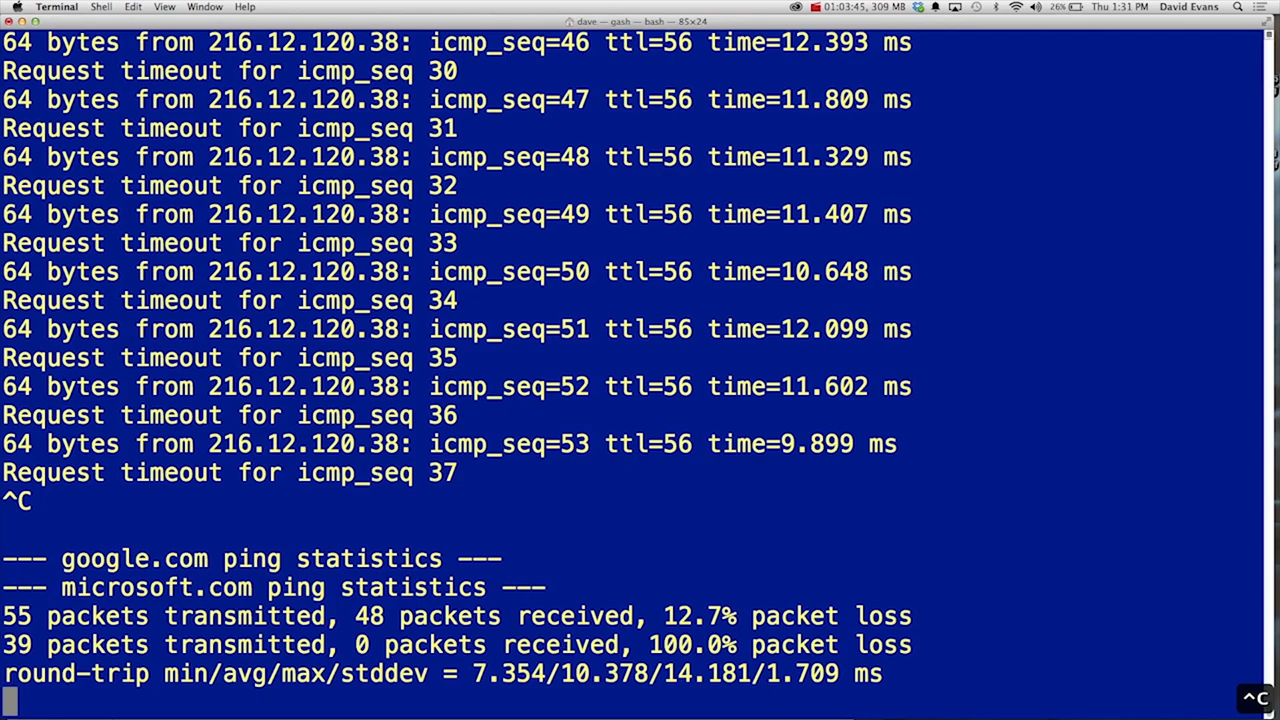 Terminal Shell Edit View Window Help 01:03:45, 309 MB 26% Thu 1:31 PM David Evans
dave — gash — bash — 85×24
64 bytes from 216.12.120.38: icmp_seq=46 ttl=56 time=12.393 ms
Request timeout for icmp_seq 30
64 bytes from 216.12.120.38: icmp_seq=47 ttl=56 time=11.809 ms
Request timeout for icmp_seq 31
64 bytes from 216.12.120.38: icmp_seq=48 ttl=56 time=11.329 ms
Request timeout for icmp_seq 32
64 bytes from 216.12.120.38: icmp_seq=49 ttl=56 time=11.407 ms
Request timeout for icmp_seq 33
64 bytes from 216.12.120.38: icmp_seq=50 ttl=56 time=10.648 ms
Request timeout for icmp_seq 34
64 bytes from 216.12.120.38: icmp_seq=51 ttl=56 time=12.099 ms
Request timeout for icmp_seq 35
64 bytes from 216.12.120.38: icmp_seq=52 ttl=56 time=11.602 ms
Request timeout for icmp_seq 36
64 bytes from 216.12.120.38: icmp_seq=53 ttl=56 time=9.899 ms
Request timeout for icmp_seq 37
^C
--- google.com ping statistics ---
--- microsoft.com ping statistics ---
55 packets transmitted, 48 packets received, 12.7% packet loss
39 packets transmitted, 0 packets received, 100.0% packet loss
round-trip min/avg/max/stddev = 7.354/10.378/14.181/1.709 ms
^C